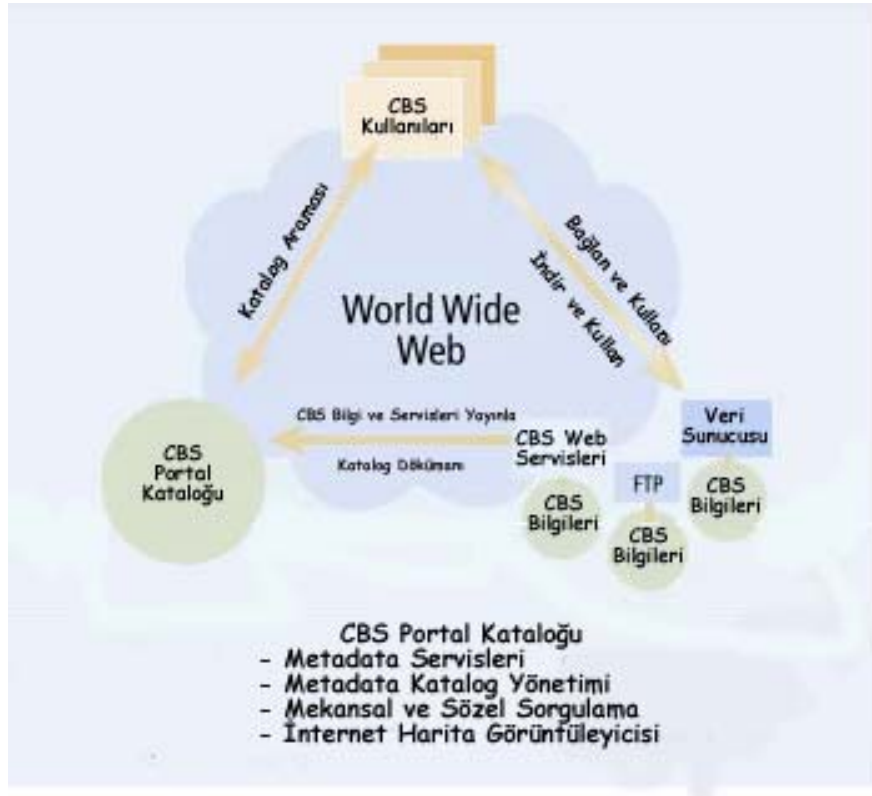 CBS
Kullanıları
Katalog Araması
Bağlan ve Kullanı
İndir ve Kullan
World Wide
Web
CBS Bilgi ve Servisleri Yayınla
Katalog Dökümanı
CBS
Portal
Kataloğu
CBS Web
Servisleri
Veri
Sunucusu
FTP
CBS
Bilgileri
CBS
Bilgileri
CBS
Bilgileri
CBS Portal Kataloğu
- Metadata Servisleri
- Metadata Katalog Yönetimi
- Mekansal ve Sözel Sorgulama
- İnternet Harita Görüntüleyicisi